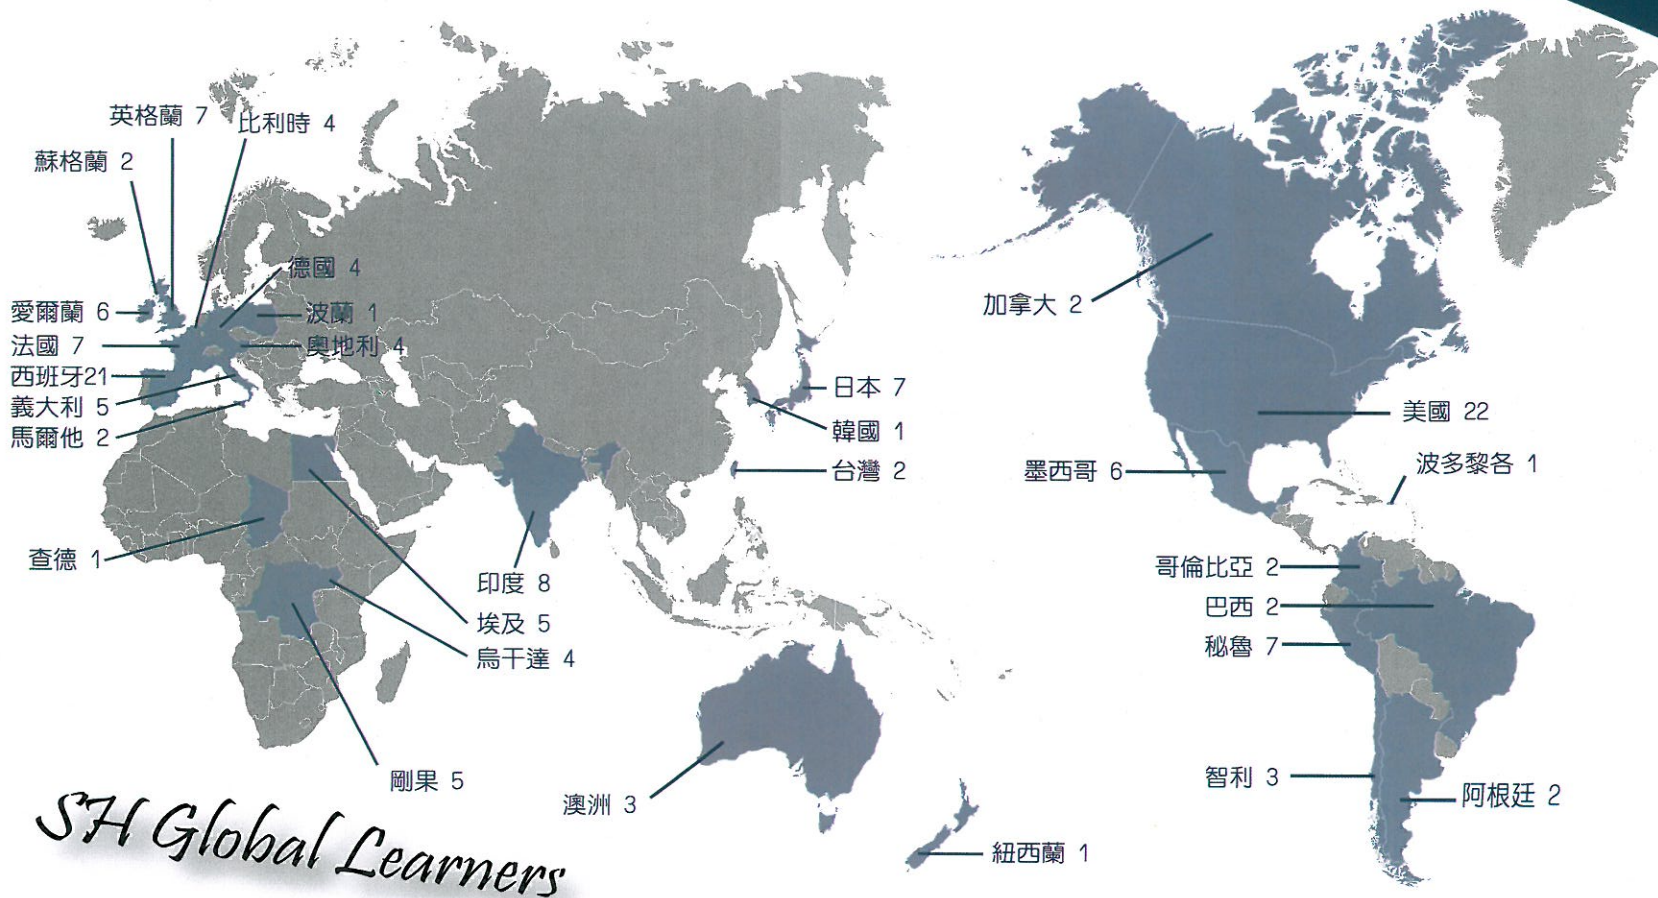 英格蘭 7
比利時 4
蘇格蘭 2
德國 4
愛爾蘭 6
波蘭 1
法國 7
奧地利 4
西班牙21
義大利 5
馬爾他 2
查德 1
印度 8
埃及 5
烏干達 4
剛果 5
日本 7
韓國 1
台灣 2
澳洲 3
紐西蘭 1
加拿大 2
美國 22
墨西哥 6
波多黎各 1
哥倫比亞 2
巴西 2
秘魯 7
智利 3
阿根廷 2
SH Global Learners